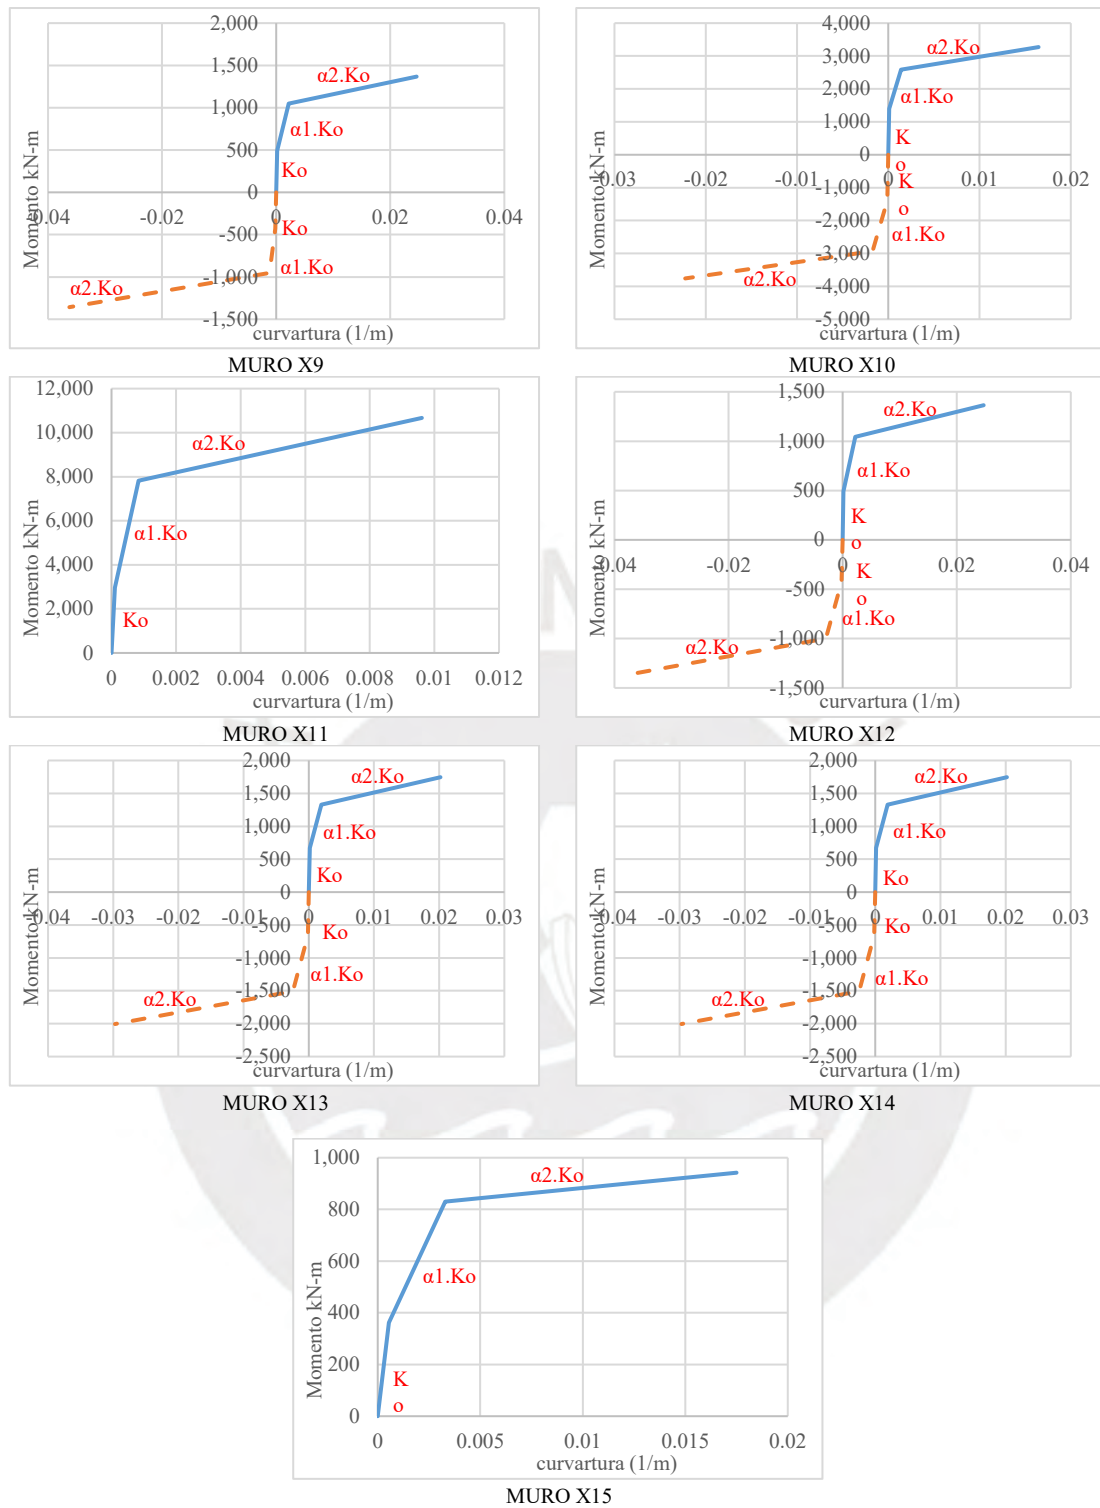 2,000
1,500
1,000
500
0
-500
-1,000
-1,500
-0.04 -0.02 0 0.02 0.04
Momento kN-m
curvartura (1/m)
α2.Ko
α1.Ko
Ko
Ko
α1.Ko
α2.Ko
MURO X9
4,000
3,000
2,000
1,000
0
-1,000
-2,000
-3,000
-4,000
-5,000
-0.03 -0.02 -0.01 0 0.01 0.02
Momento kN-m
curvartura (1/m)
α2.Ko
α1.Ko
K
o
K
o
α1.Ko
α2.Ko
MURO X10
12,000
10,000
8,000
6,000
4,000
2,000
0
0 0.002 0.004 0.006 0.008 0.01 0.012
Momento kN-m
curvartura (1/m)
α2.Ko
α1.Ko
Ko
MURO X11
1,500
1,000
500
0
-500
-1,000
-1,500
-0.04 -0.02 0 0.02 0.04
Momento kN-m
curvartura (1/m)
α2.Ko
α1.Ko
K
o
K
o
α1.Ko
α2.Ko
MURO X12
2,000
1,500
1,000
500
0
-500
-1,000
-1,500
-2,000
-2,500
-0.04 -0.03 -0.02 -0.01 0 0.01 0.02 0.03
Momento kN-m
curvartura (1/m)
α2.Ko
α1.Ko
Ko
Ko
α1.Ko
α2.Ko
MURO X13
2,000
1,500
1,000
500
0
-500
-1,000
-1,500
-2,000
-2,500
-0.04 -0.03 -0.02 -0.01 0 0.01 0.02 0.03
Momento kN-m
curvartura (1/m)
α2.Ko
α1.Ko
Ko
Ko
α1.Ko
α2.Ko
MURO X14
1,000
800
600
400
200
0
0 0.005 0.01 0.015 0.02
Momento kN-m
curvartura (1/m)
α2.Ko
α1.Ko
K
o
MURO X15